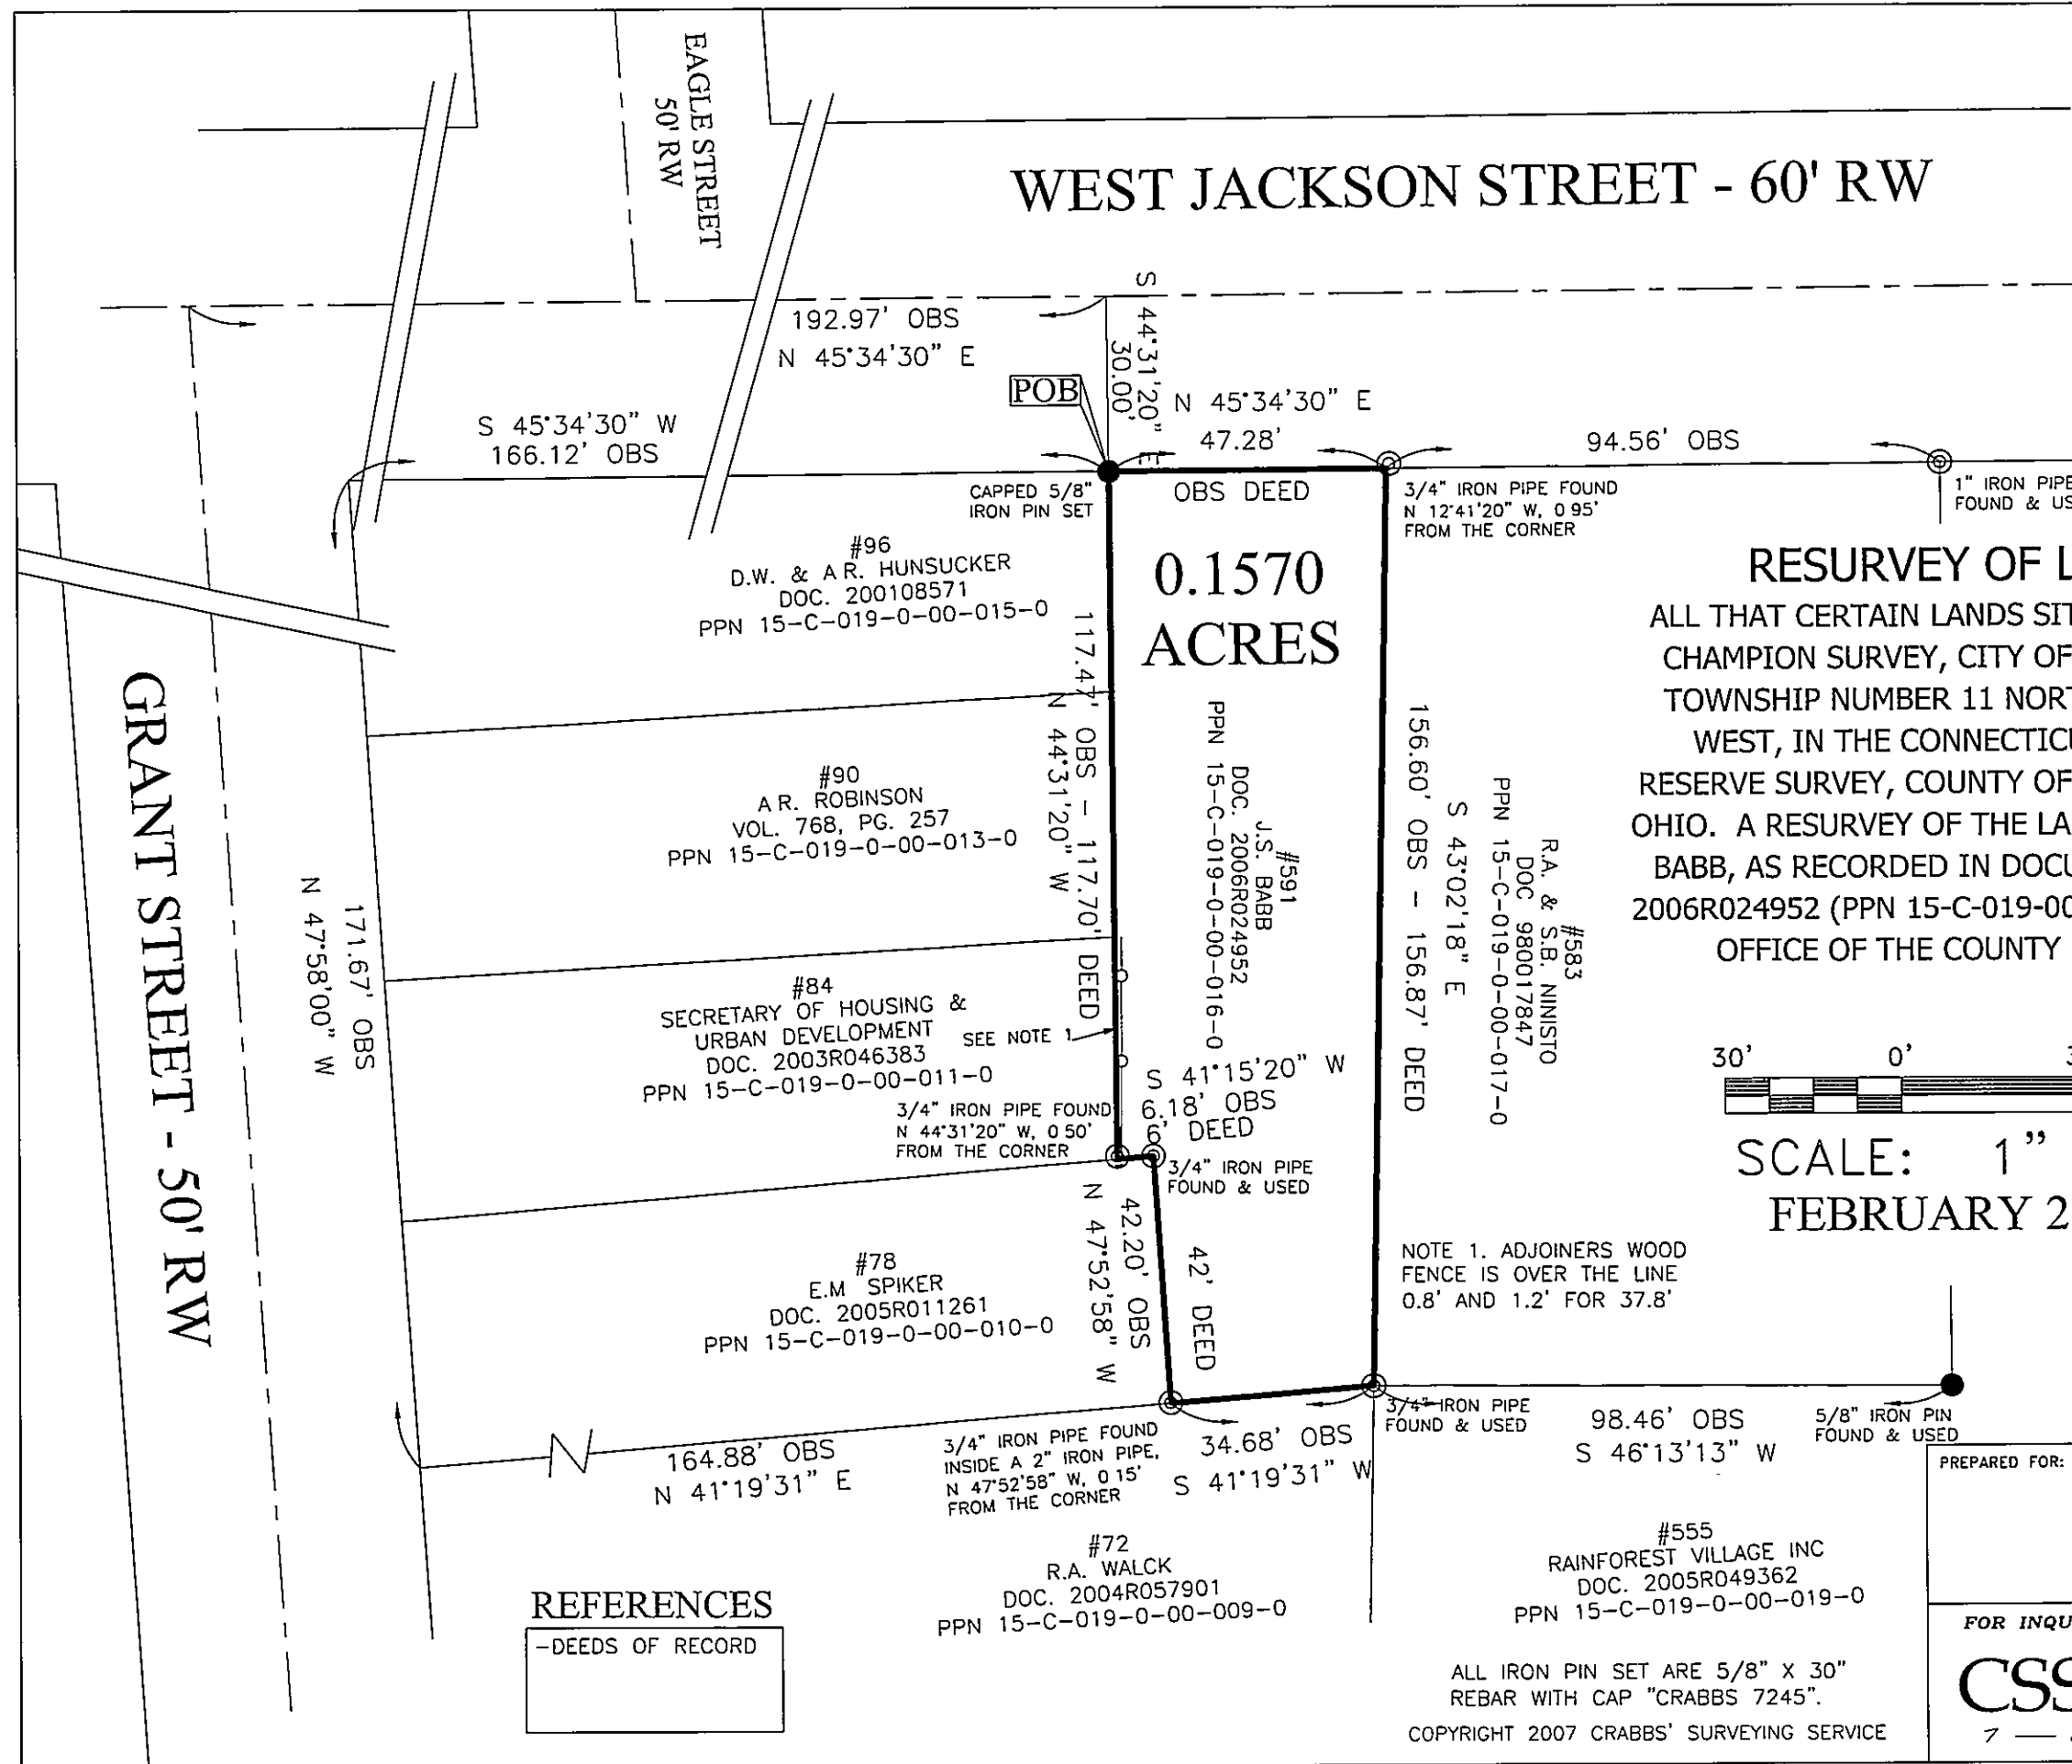 EAGLE STREET
50' RW
WEST JACKSON STREET - 60' RW
192.97' OBS
N 45°34'30" E
S 44°31'20" E
30.00'
POB
S 45°34'30" W
166.12' OBS
N 45°34'30" E
47.28'
OBS DEED
94.56' OBS
CAPPED 5/8"
IRON PIN SET
3/4" IRON PIPE FOUND
N 12°41'20" W, 0 95'
FROM THE CORNER
1" IRON PIPE
FOUND & US
#96
D.W. & A R. HUNSUCKER
DOC. 200108571
PPN 15-C-019-0-00-015-0
0.1570
ACRES
RESURVEY OF L
ALL THAT CERTAIN LANDS SIT
CHAMPION SURVEY, CITY OF
TOWNSHIP NUMBER 11 NORT
WEST, IN THE CONNECTICU
RESERVE SURVEY, COUNTY OF
OHIO. A RESURVEY OF THE LA
BABB, AS RECORDED IN DOCU
2006R024952 (PPN 15-C-019-00
OFFICE OF THE COUNTY
117.47' OBS - 117.70' DEED
N 44°31'20" W
#591
J.S. BABB
DOC. 2006R024952
PPN 15-C-019-0-00-016-0
156.60' OBS - 156.87' DEED
S 43°02'18" E
#583
R.A. & S.B. NINISTO
DOC 980017847
PPN 15-C-019-0-00-017-0
GRANT STREET - 50' RW
171.67' OBS
N 47°58'00" W
#90
A R. ROBINSON
VOL. 768, PG. 257
PPN 15-C-019-0-00-013-0
#84
SECRETARY OF HOUSING &
URBAN DEVELOPMENT
DOC. 2003R046383
PPN 15-C-019-0-00-011-0
SEE NOTE 1
S 41°15'20" W
6.18' OBS
6' DEED
3/4" IRON PIPE FOUND
N 44°31'20" W, 0 50'
FROM THE CORNER
3/4" IRON PIPE
FOUND & USED
30' 0' 3
SCALE: 1"
FEBRUARY 2
42.20' OBS
N 47°52'58" W
42' DEED
#78
E.M SPIKER
DOC. 2005R011261
PPN 15-C-019-0-00-010-0
NOTE 1. ADJOINERS WOOD
FENCE IS OVER THE LINE
0.8' AND 1.2' FOR 37.8'
164.88' OBS
N 41°19'31" E
3/4" IRON PIPE FOUND
INSIDE A 2" IRON PIPE,
N 47°52'58" W, 0 15'
FROM THE CORNER
34.68' OBS
S 41°19'31" W
3/4" IRON PIPE
FOUND & USED
98.46' OBS
S 46°13'13" W
5/8" IRON PIN
FOUND & USED
PREPARED FOR:
#72
R.A. WALCK
DOC. 2004R057901
PPN 15-C-019-0-00-009-0
#555
RAINFOREST VILLAGE INC
DOC. 2005R049362
PPN 15-C-019-0-00-019-0
REFERENCES
-DEEDS OF RECORD
ALL IRON PIN SET ARE 5/8" X 30"
REBAR WITH CAP "CRABBS 7245".
COPYRIGHT 2007 CRABBS' SURVEYING SERVICE
FOR INQU
CSS
7 —